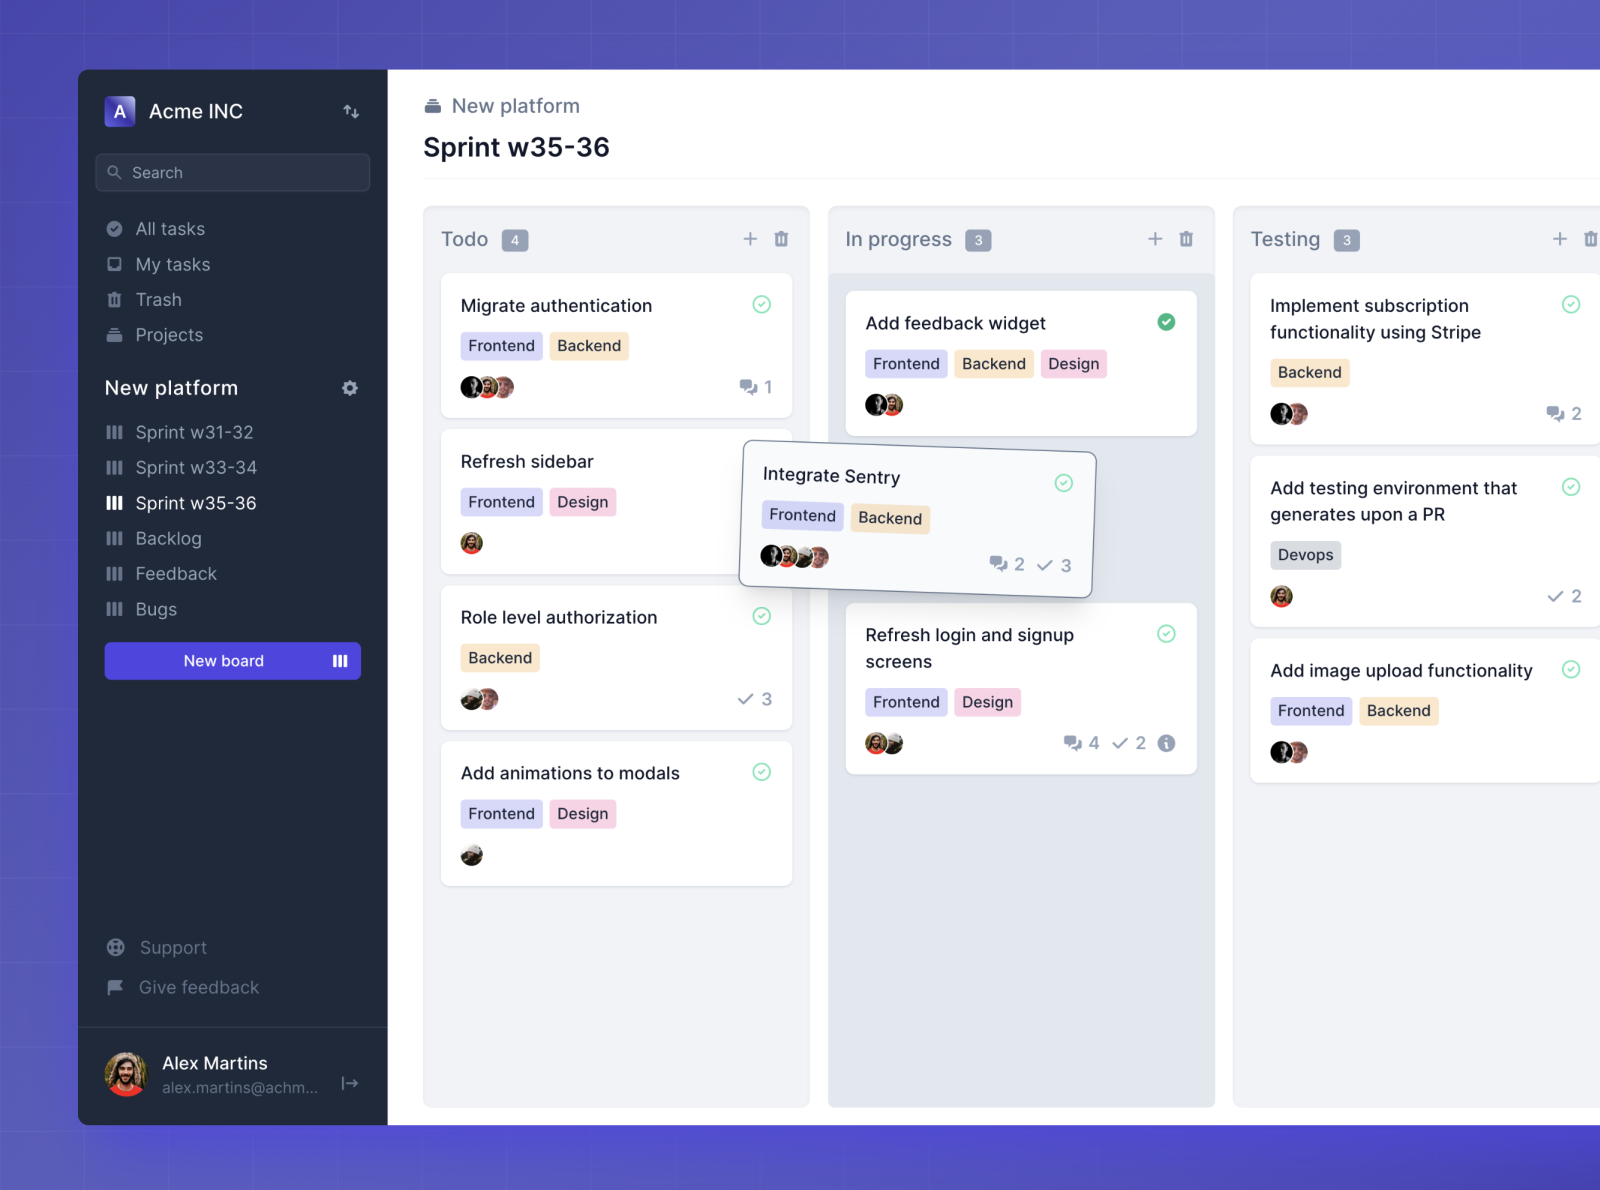 A
Acme INC
Search
All tasks
My tasks
Trash
Projects
New platform
Sprint w31-32
Sprint w33-34
Sprint w35-36
Backlog
Feedback
Bugs
New board
Support
Give feedback
Alex Martins
alex.martins@achm...
New platform
Sprint w35-36
Todo 4
Migrate authentication
Frontend Backend
1
Refresh sidebar
Frontend Design
Role level authorization
Backend
3
Add animations to modals
Frontend Design
In progress 3
Add feedback widget
Frontend Backend Design
Integrate Sentry
Frontend Backend
2 3
Refresh login and signup
screens
Frontend Design
4 2
Testing 3
Implement subscription
functionality using Stripe
Backend
2
Add testing environment that
generates upon a PR
Devops
2
Add image upload functionality
Frontend Backend